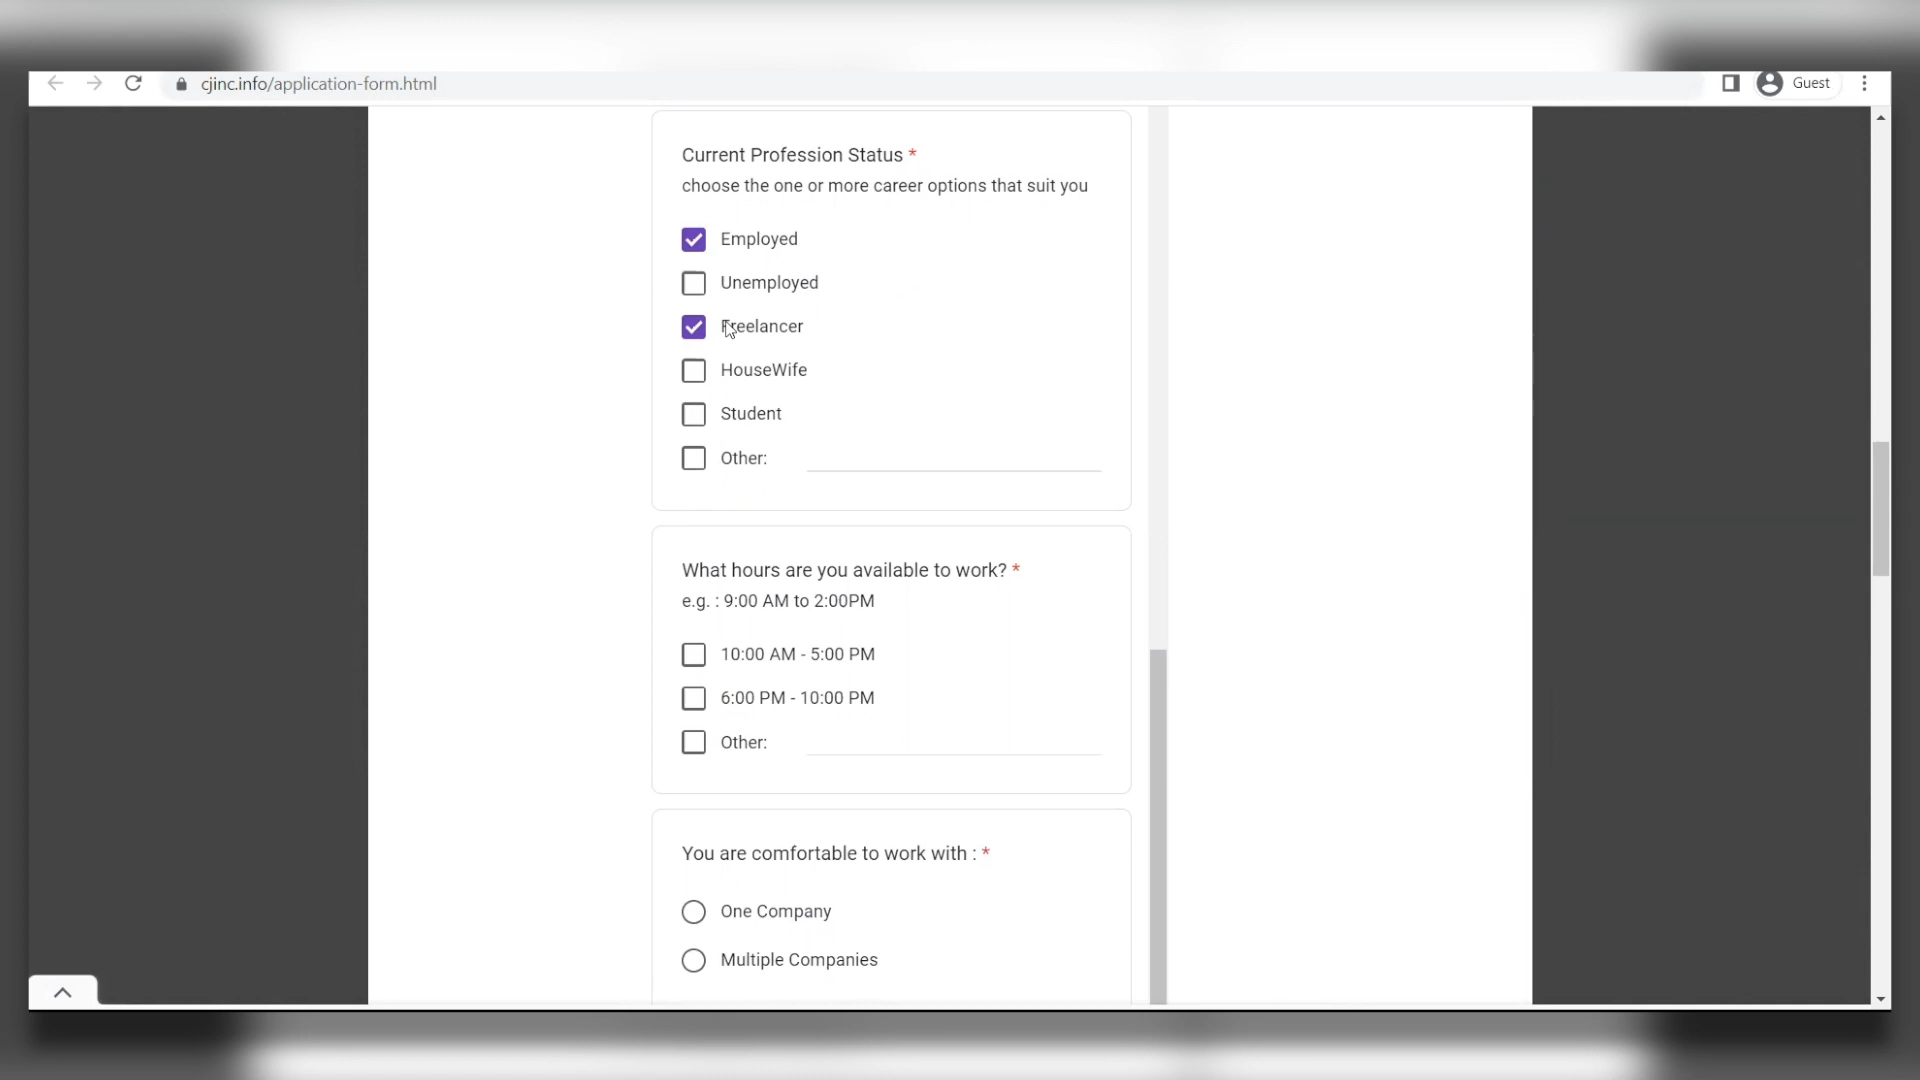 cjinc.info/application-form.html
Guest
Current Profession Status *
choose the one or more career options that suit you
Employed
Unemployed
Freelancer
HouseWife
Student
Other:
What hours are you available to work? *
e.g. : 9:00 AM to 2:00PM
10:00 AM - 5:00 PM
6:00 PM - 10:00 PM
Other:
You are comfortable to work with : *
One Company
Multiple Companies